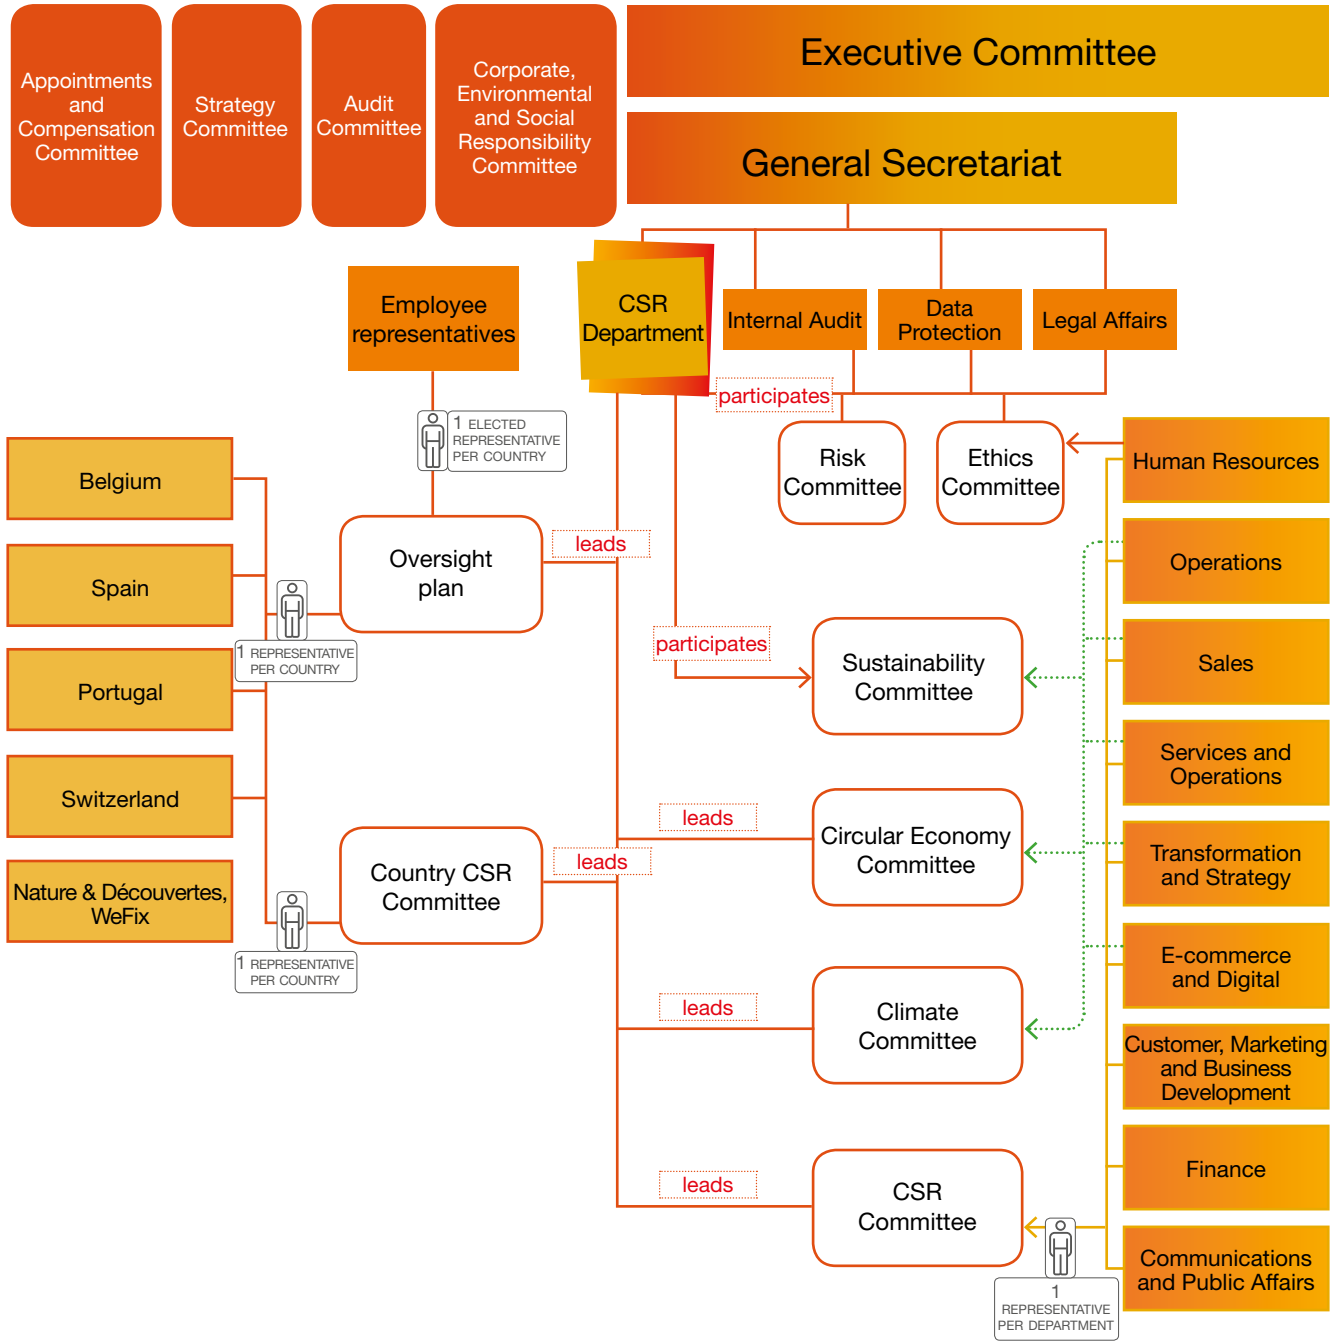 Appointments
and
Compensation
Committee
Strategy
Committee
Audit
Committee
Corporate,
Environmental
and Social
Responsibility
Committee
Executive Committee
General Secretariat
Employee
representatives
CSR
Department
Internal Audit
Data
Protection
Legal Affairs
participates
1 ELECTED
REPRESENTATIVE
PER COUNTRY
Risk
Committee
Ethics
Committee
Human Resources
Belgium
Spain
Portugal
Switzerland
Nature & Découvertes,
WeFix
1 REPRESENTATIVE
PER COUNTRY
Oversight
plan
leads
participates
Sustainability
Committee
Operations
Sales
Services and
Operations
Transformation
and Strategy
E-commerce
and Digital
Customer, Marketing
and Business
Development
Finance
Communications
and Public Affairs
leads
Circular Economy
Committee
Country CSR
Committee
leads
1 REPRESENTATIVE
PER COUNTRY
leads
Climate
Committee
leads
CSR
Committee
1
REPRESENTATIVE
PER DEPARTMENT